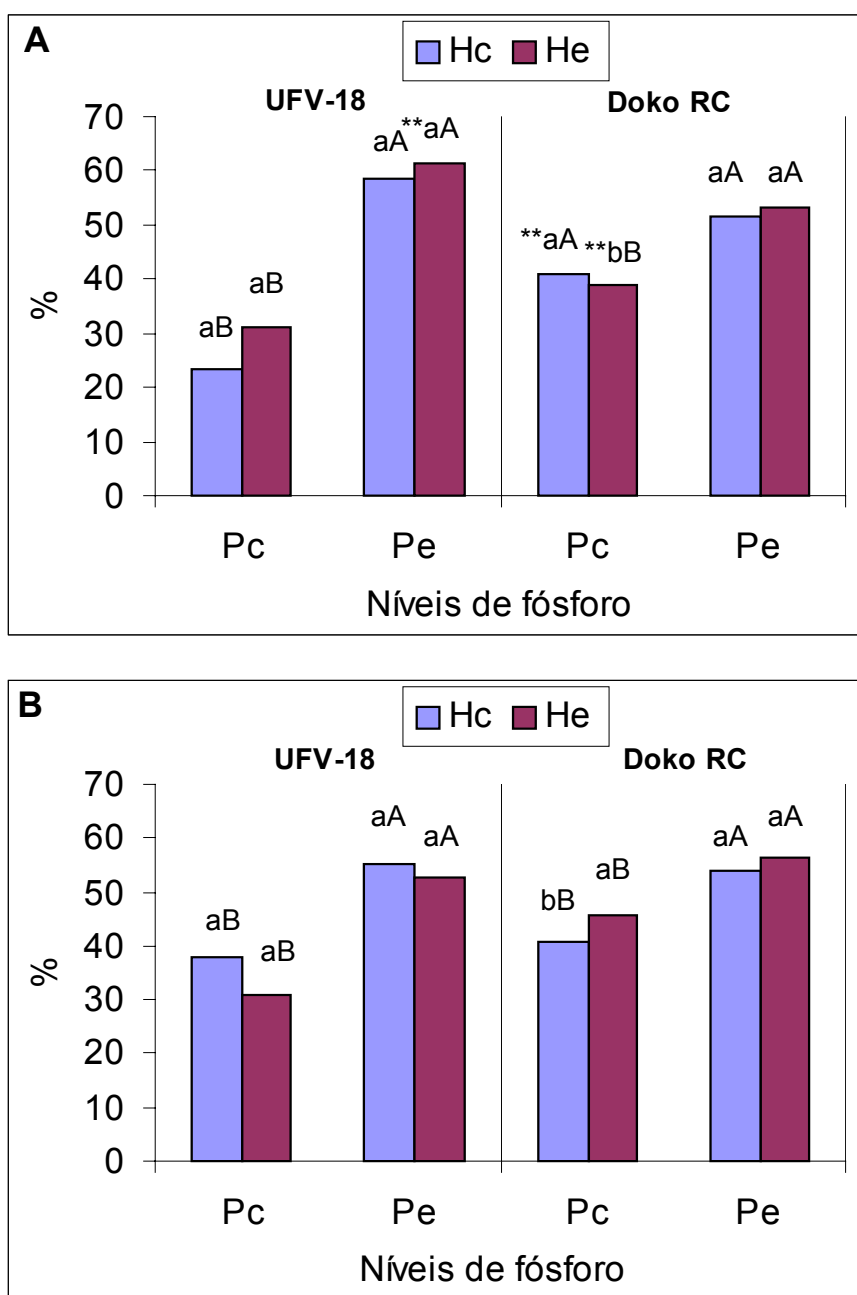 A
Hc He
UFV-18 Doko RC
70
60
50
40
30
20
10
0
%
aB aB aA **aA **aA **bB aA aA
Pc Pe Pc Pe
Níveis de fósforo
B
Hc He
UFV-18 Doko RC
70
60
50
40
30
20
10
0
%
aB aB aA aA bB aB aA aA
Pc Pe Pc Pe
Níveis de fósforo